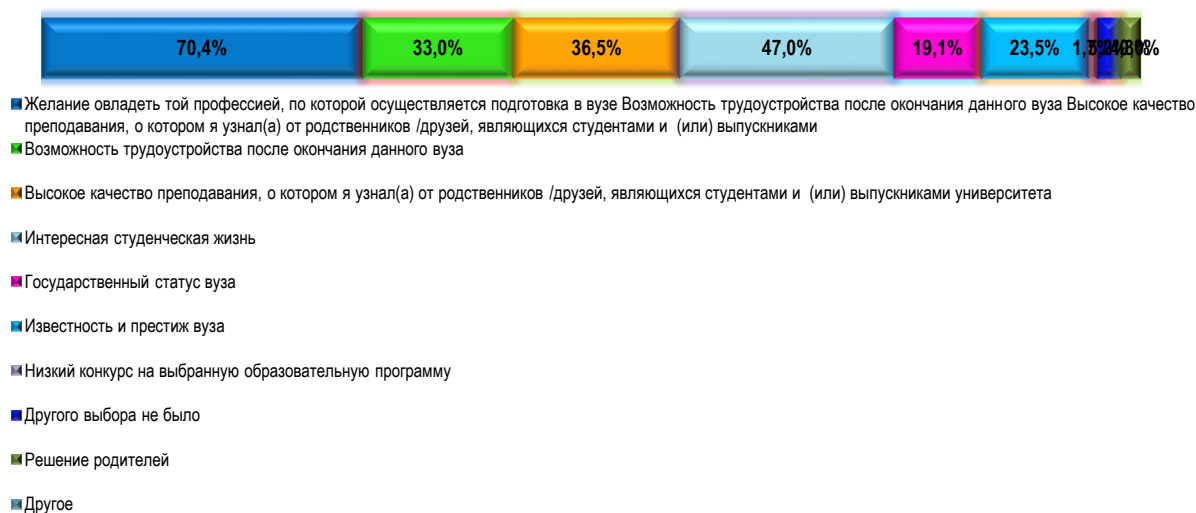 70,4% 33,0% 36,5% 47,0% 19,1% 23,5%
Желание овладеть той профессией, по которой осуществляется подготовка в вузе Возможность трудоустройства после окончания данного вуза Высокое качество
преподавания, о котором я узнал(а) от родственников /друзей, являющихся студентами и (или) выпускниками
Возможность трудоустройства после окончания данного вуза
Высокое качество преподавания, о котором я узнал(а) от родственников /друзей, являющихся студентами и (или) выпускниками университета
Интересная студенческая жизнь
Государственный статус вуза
Известность и престиж вуза
Низкий конкурс на выбранную образовательную программу
Другого выбора не было
Решение родителей
Другое